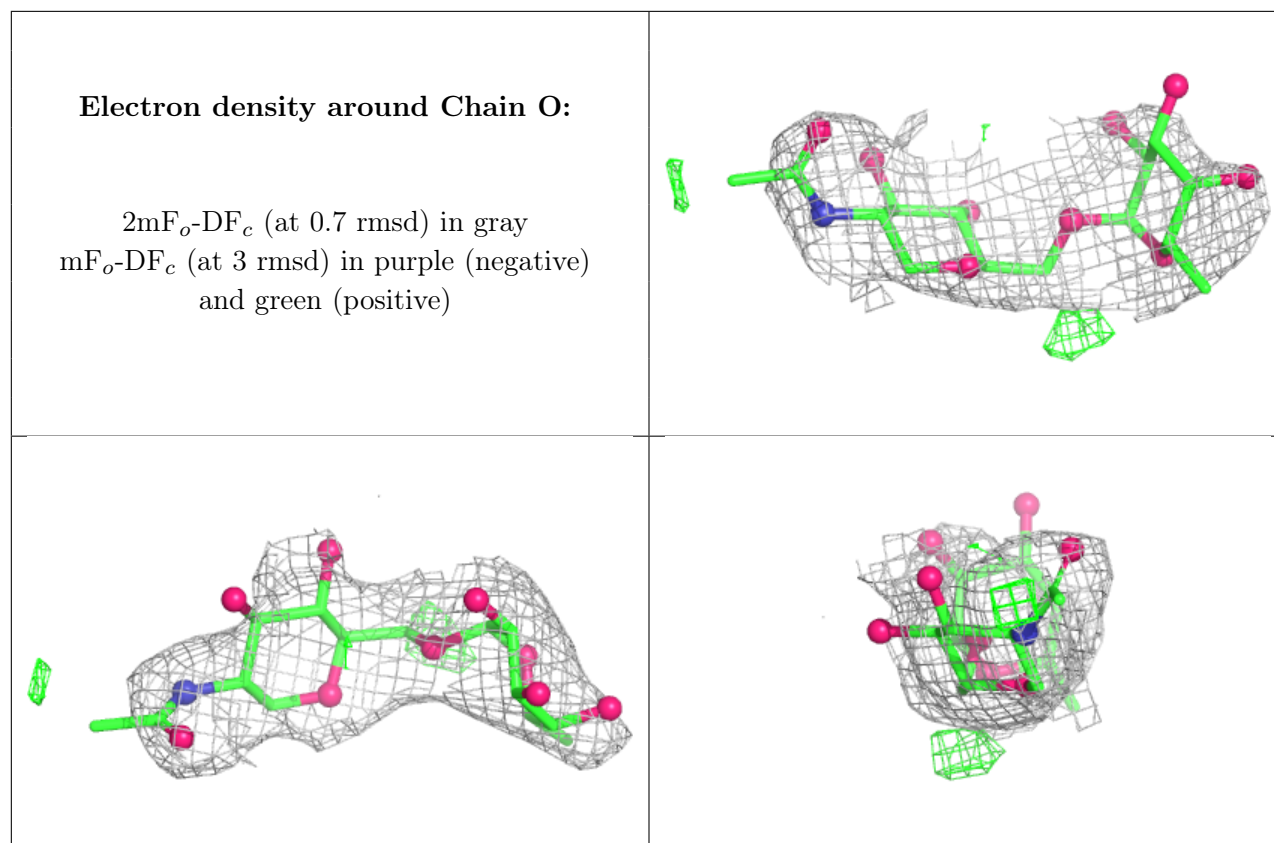 Electron density around Chain O:
2mFₒ-DF𝒸 (at 0.7 rmsd) in gray
mFₒ-DF𝒸 (at 3 rmsd) in purple (negative)
and green (positive)